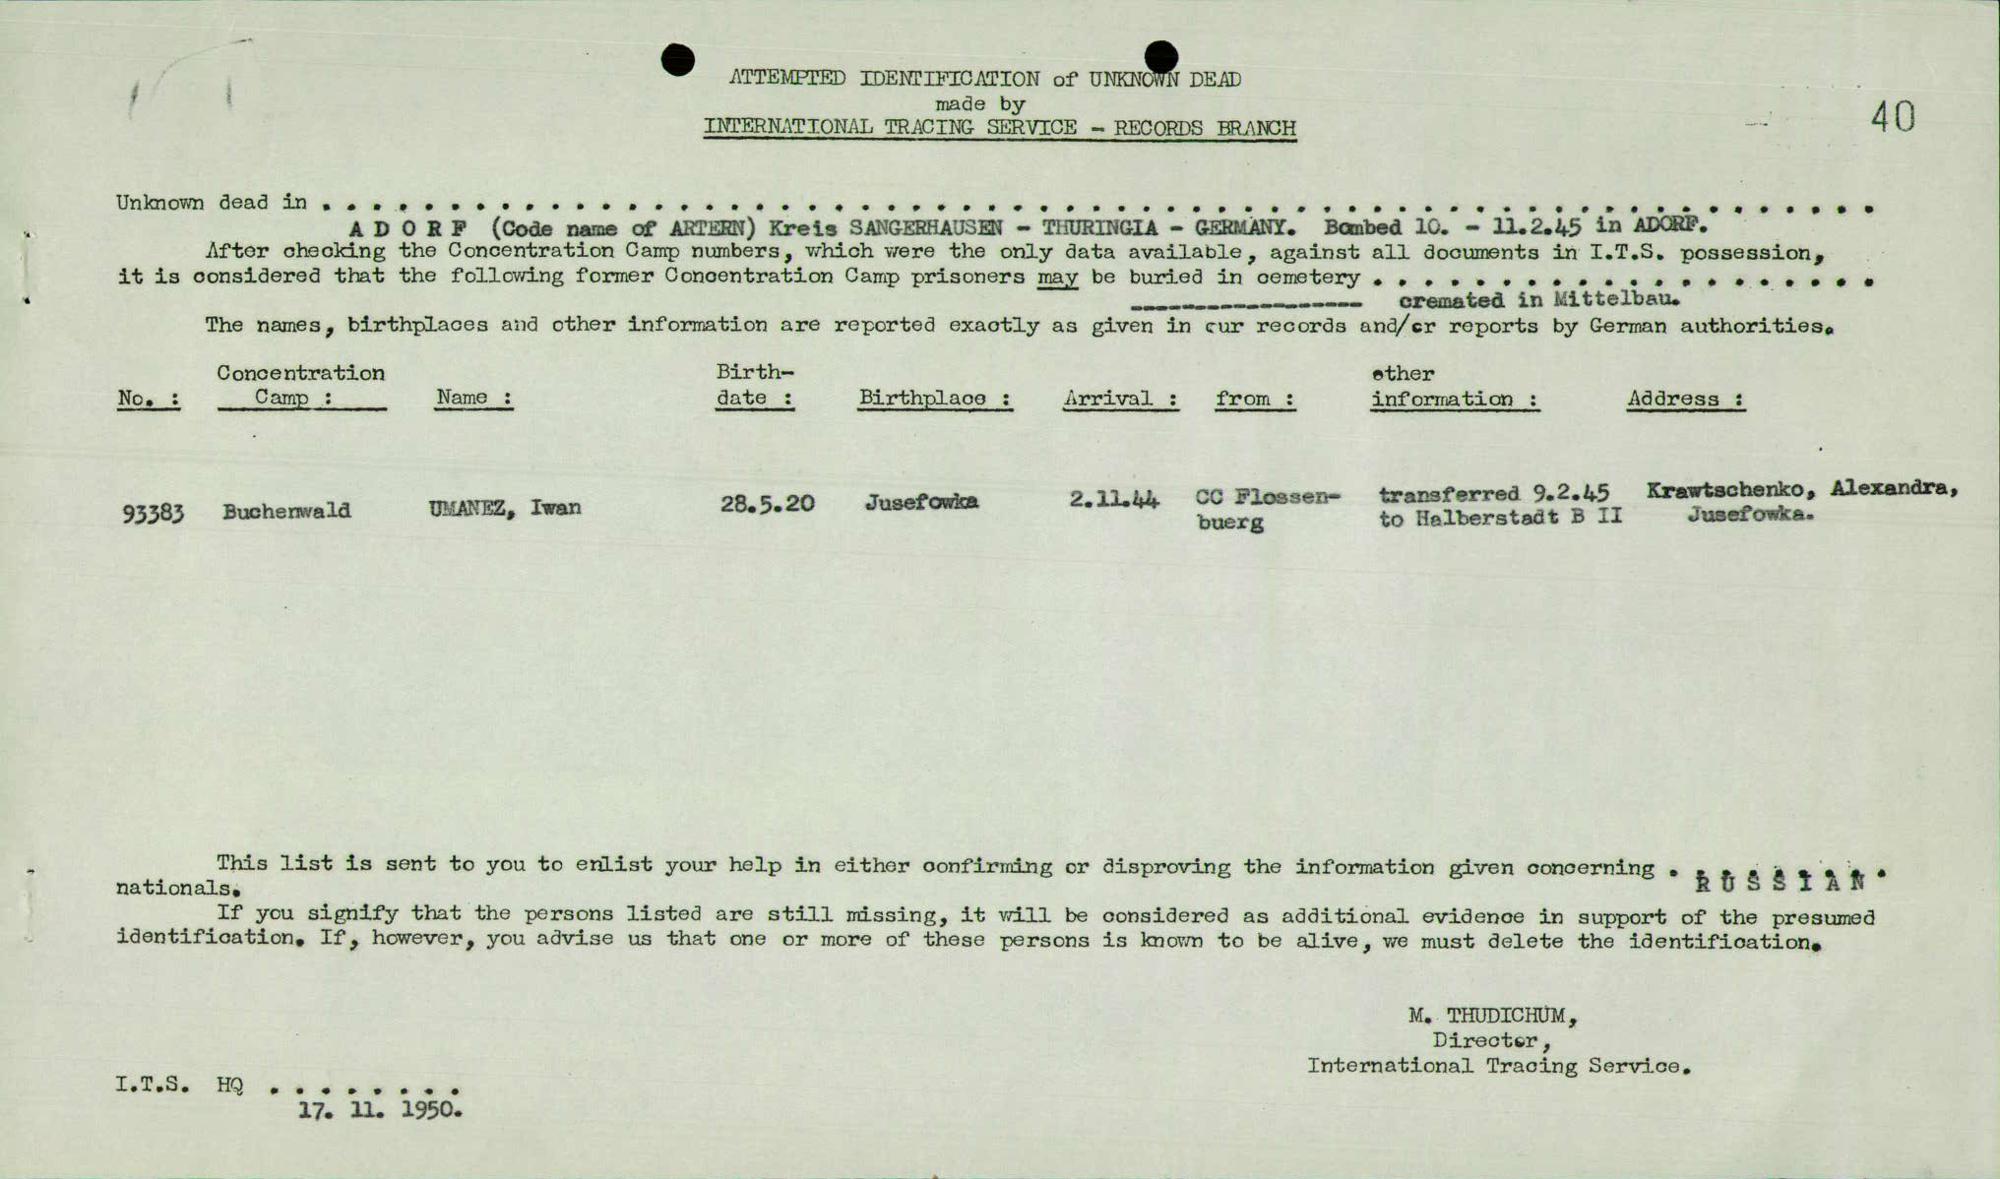 ATTEMPTED IDENTIFICATION of UNKNOWN DEAD
made by
INTERNATIONAL TRACING SERVICE - RECORDS BRANCH
40
Unknown dead in . . . . . . . . . . . . . . . . . . . . . . . . . . . . . . . . . . . . . . . . . . . . . . . . . . . . . . . . . . . .
A D O R F (Code name of ARTERN) Kreis SANGERHAUSEN - THURINGIA - GERMANY. Bombed 10. - 11.2.45 in ADORF.
After checking the Concentration Camp numbers, which were the only data available, against all documents in I.T.S. possession,
it is considered that the following former Concentration Camp prisoners may be buried in cemetery . . . . . . . . . . . . . . . . . . .
------------------ cremated in Mittelbau.
The names, birthplaces and other information are reported exactly as given in our records and/or reports by German authorities.
Concentration Birth- other
No. : Camp : Name : date : Birthplace : Arrival : from : information : Address :
93383 Buchenwald UMANEZ, Iwan 28.5.20 Jusefowka 2.11.44 CC Flossen- transferred 9.2.45 Krawtschenko, Alexandra,
buerg to Halberstadt B II Jusefowka.
This list is sent to you to enlist your help in either confirming or disproving the information given concerning . . . . . . . . .
R U S S I A N
nationals.
If you signify that the persons listed are still missing, it will be considered as additional evidence in support of the presumed
identification. If, however, you advise us that one or more of these persons is known to be alive, we must delete the identification.
M. THUDICHUM,
Director,
International Tracing Service.
I.T.S. HQ . . . . . . . .
17. 11. 1950.